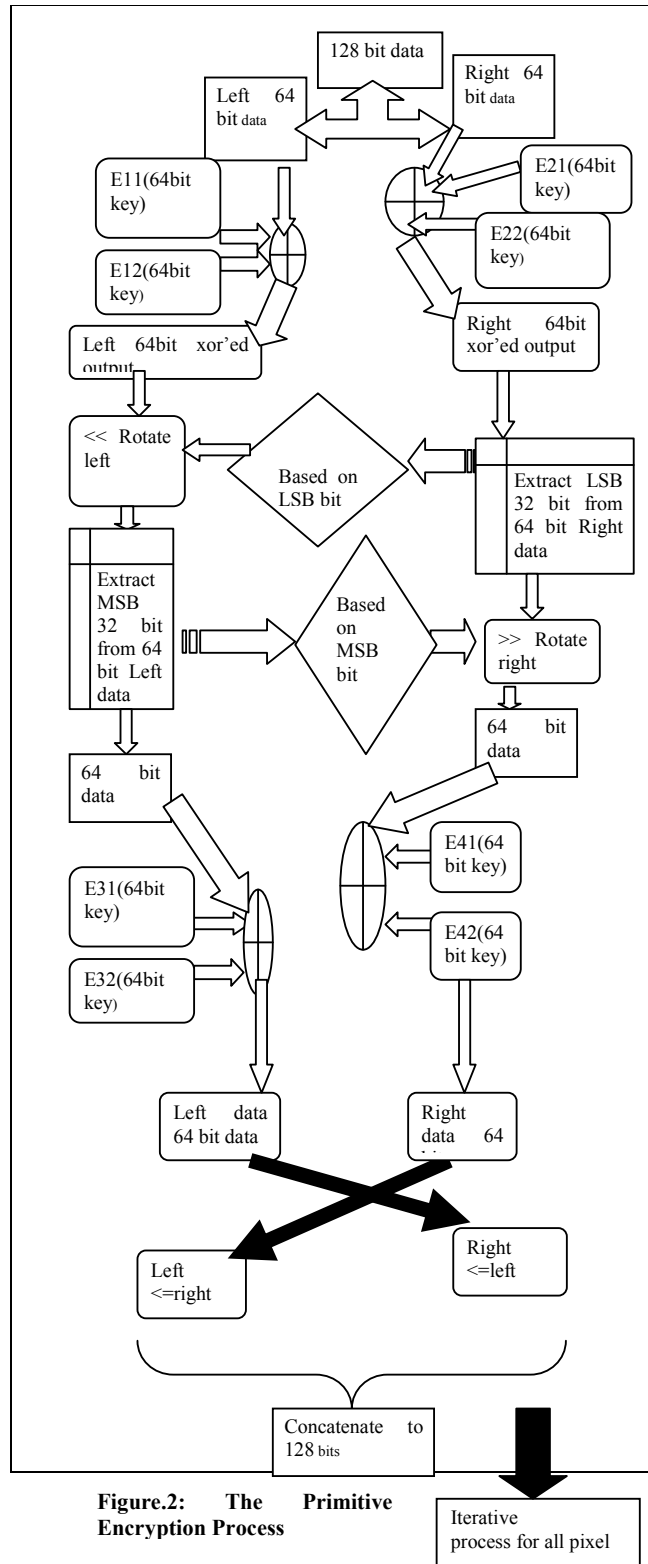 128 bit data
Left 64
bit data
Right 64
bit data
E11(64bit
key)
E21(64bit
key)
E22(64bit
key)
E12(64bit
key)
Left 64bit xor'ed
output
Right 64bit
xor'ed output
<< Rotate
left
Based on
LSB bit
Extract LSB
32 bit from
64 bit Right
data
Extract
MSB
32 bit
from 64
bit Left
data
Based
on
MSB
bit
>> Rotate
right
64 bit
data
64 bit
data
E41(64
bit key)
E31(64bit
key)
E42(64
bit key)
E32(64bit
key)
Left data
64 bit data
Right
data 64
Right
<=left
Left
<=right
Concatenate to
128 bits
Figure.2: The Primitive
Encryption Process
Iterative
process for all pixel